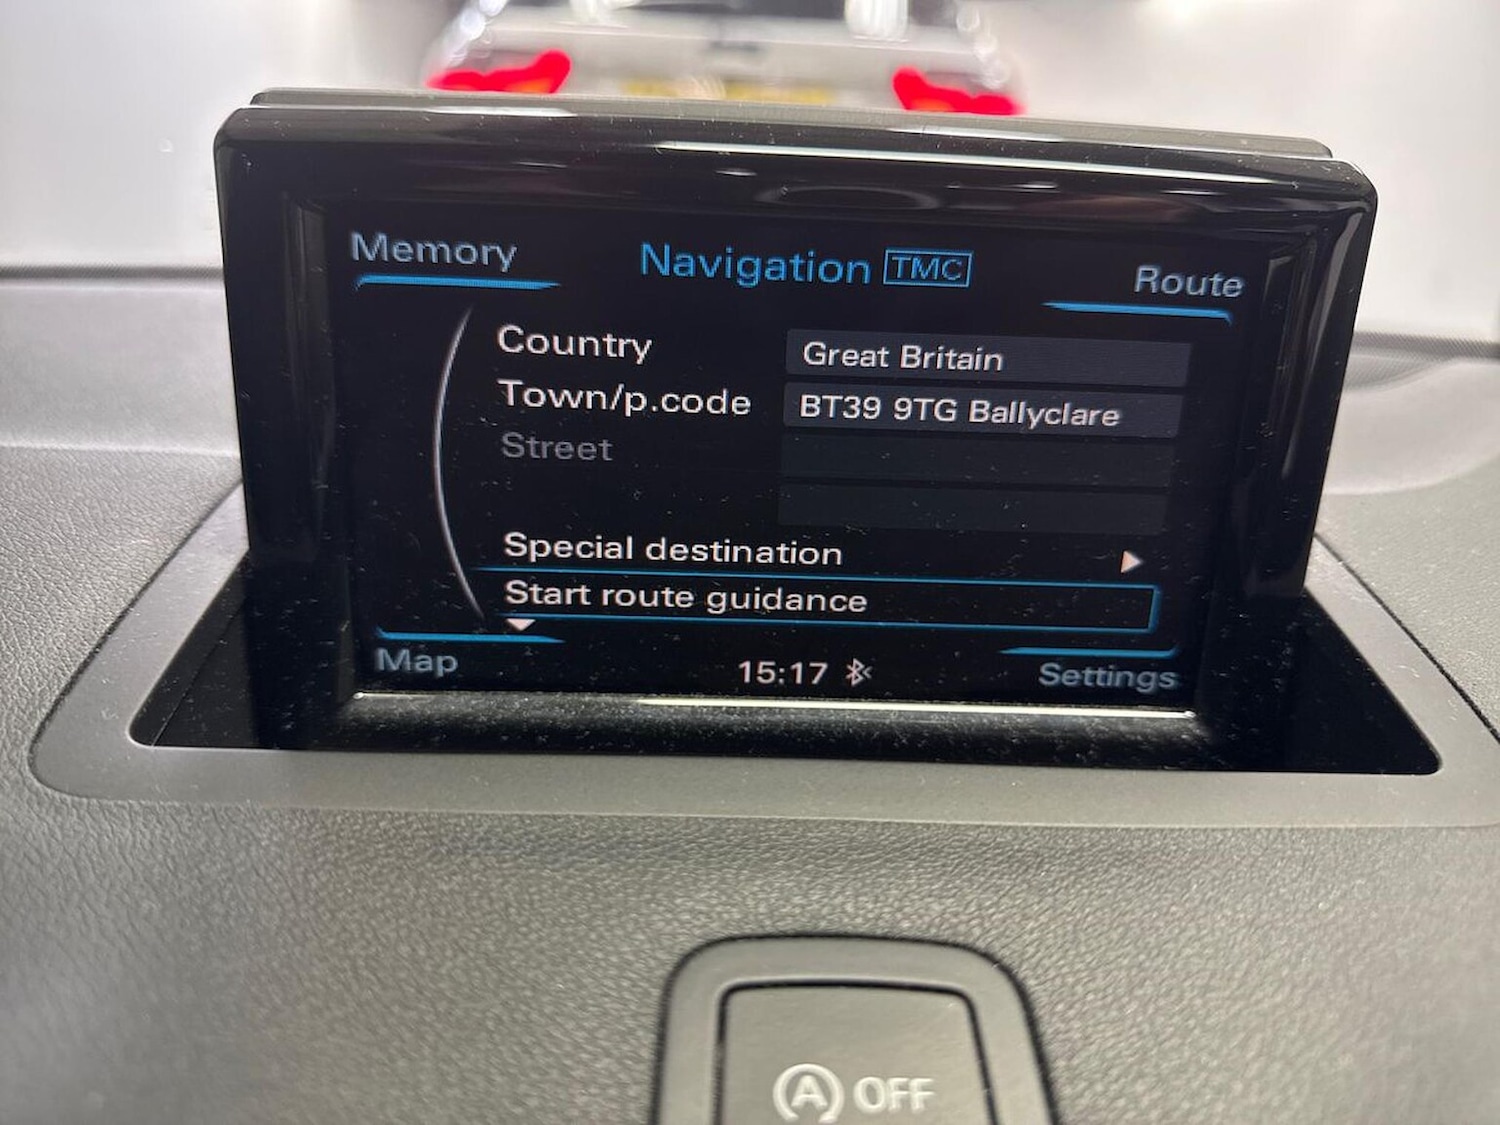 Memory Navigation TMC Route
Country Great Britain
Town/p.code BT39 9TG Ballyclare
Street
Special destination
Start route guidance
Map 15:17 Settings
A OFF